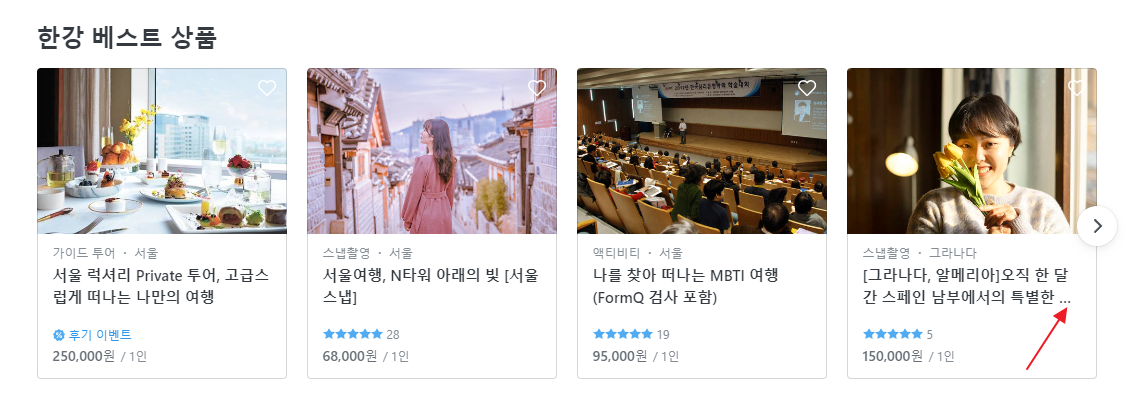 한강 베스트 상품
가이드 투어 · 서울
서울 럭셔리 Private 투어, 고급스
럽게 떠나는 나만의 여행
후기 이벤트
250,000원 / 1인
스냅촬영 · 서울
서울여행, N타워 아래의 빛 [서울
스냅]
28
68,000원 / 1인
액티비티 · 서울
나를 찾아 떠나는 MBTI 여행
(FormQ 검사 포함)
19
95,000원 / 1인
스냅촬영 · 그라나다
[그라나다, 알메리아]오직 한 달
간 스페인 남부에서의 특별한 ...
5
150,000원 / 1인